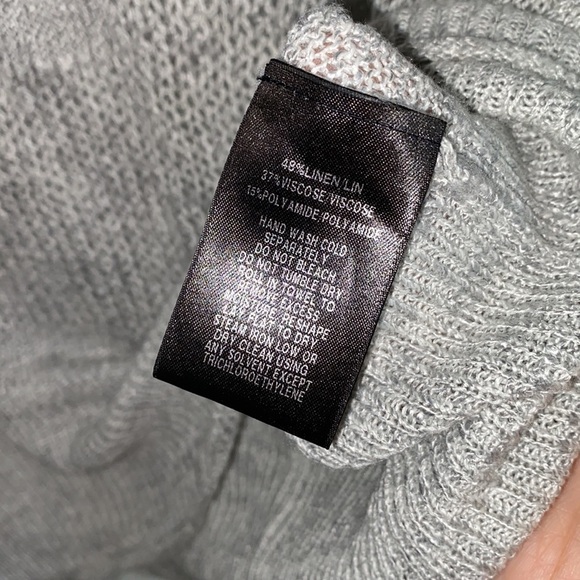 48%LINEN/LIN
37%VISCOSE/VISCOSE
15%POLYAMIDE/POLYAMIDE
HAND WASH COLD
SEPARATELY
DO NOT BLEACH
DO NOT TUMBLE DRY
ROLL IN TOWEL TO
REMOVE EXCESS
MOISTURE/RESHAPE
LAY FLAT TO DRY
STEAM IRON LOW OR
DRY CLEAN USING
ANY SOLVENT EXCEPT
TRICHLOROETHYLENE